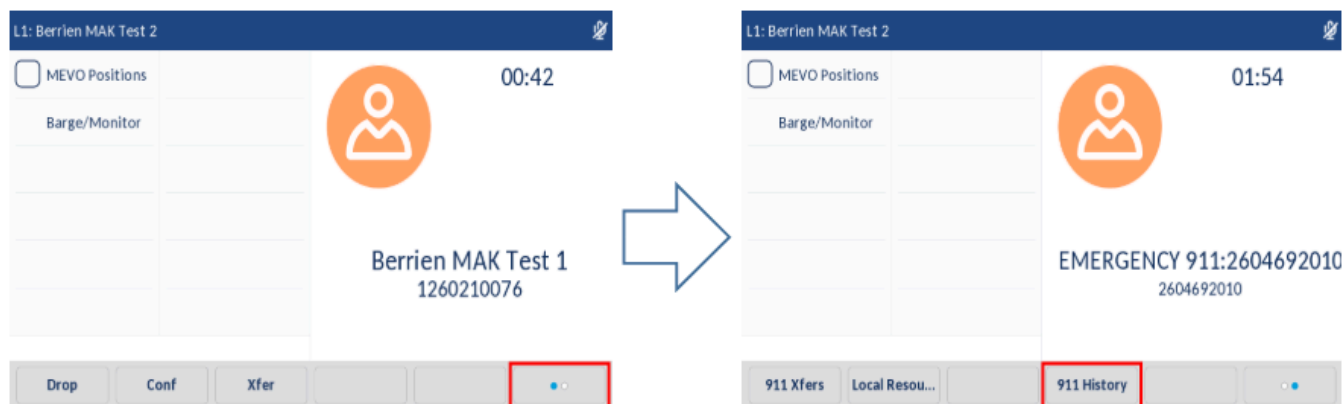 L1: Berrien MAK Test 2
MEVO Positions
00:42
Barge/Monitor
Berrien MAK Test 1
1260210076
Drop Conf Xfer
L1: Berrien MAK Test 2
MEVO Positions
01:54
Barge/Monitor
EMERGENCY 911:2604692010
2604692010
911 Xfers Local Resou... 911 History